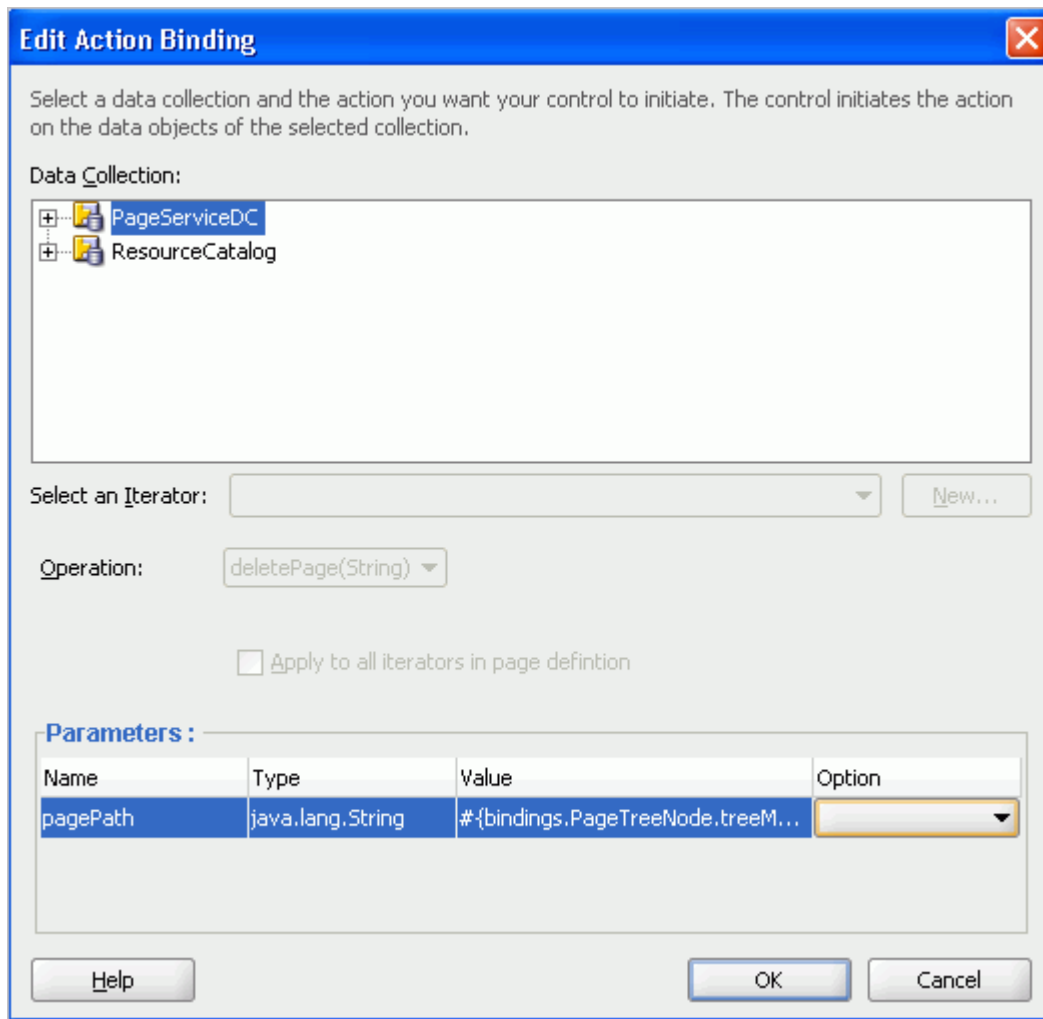 Edit Action Binding
Select a data collection and the action you want your control to initiate. The control initiates the action
on the data objects of the selected collection.
Data Collection:
PageServiceDC
ResourceCatalog
Select an Iterator: New...
Operation: deletePage(String)
Apply to all iterators in page defintion
Parameters :
Name Type Value Option
pagePath java.lang.String #{bindings.PageTreeNode.treeM...
Help OK Cancel